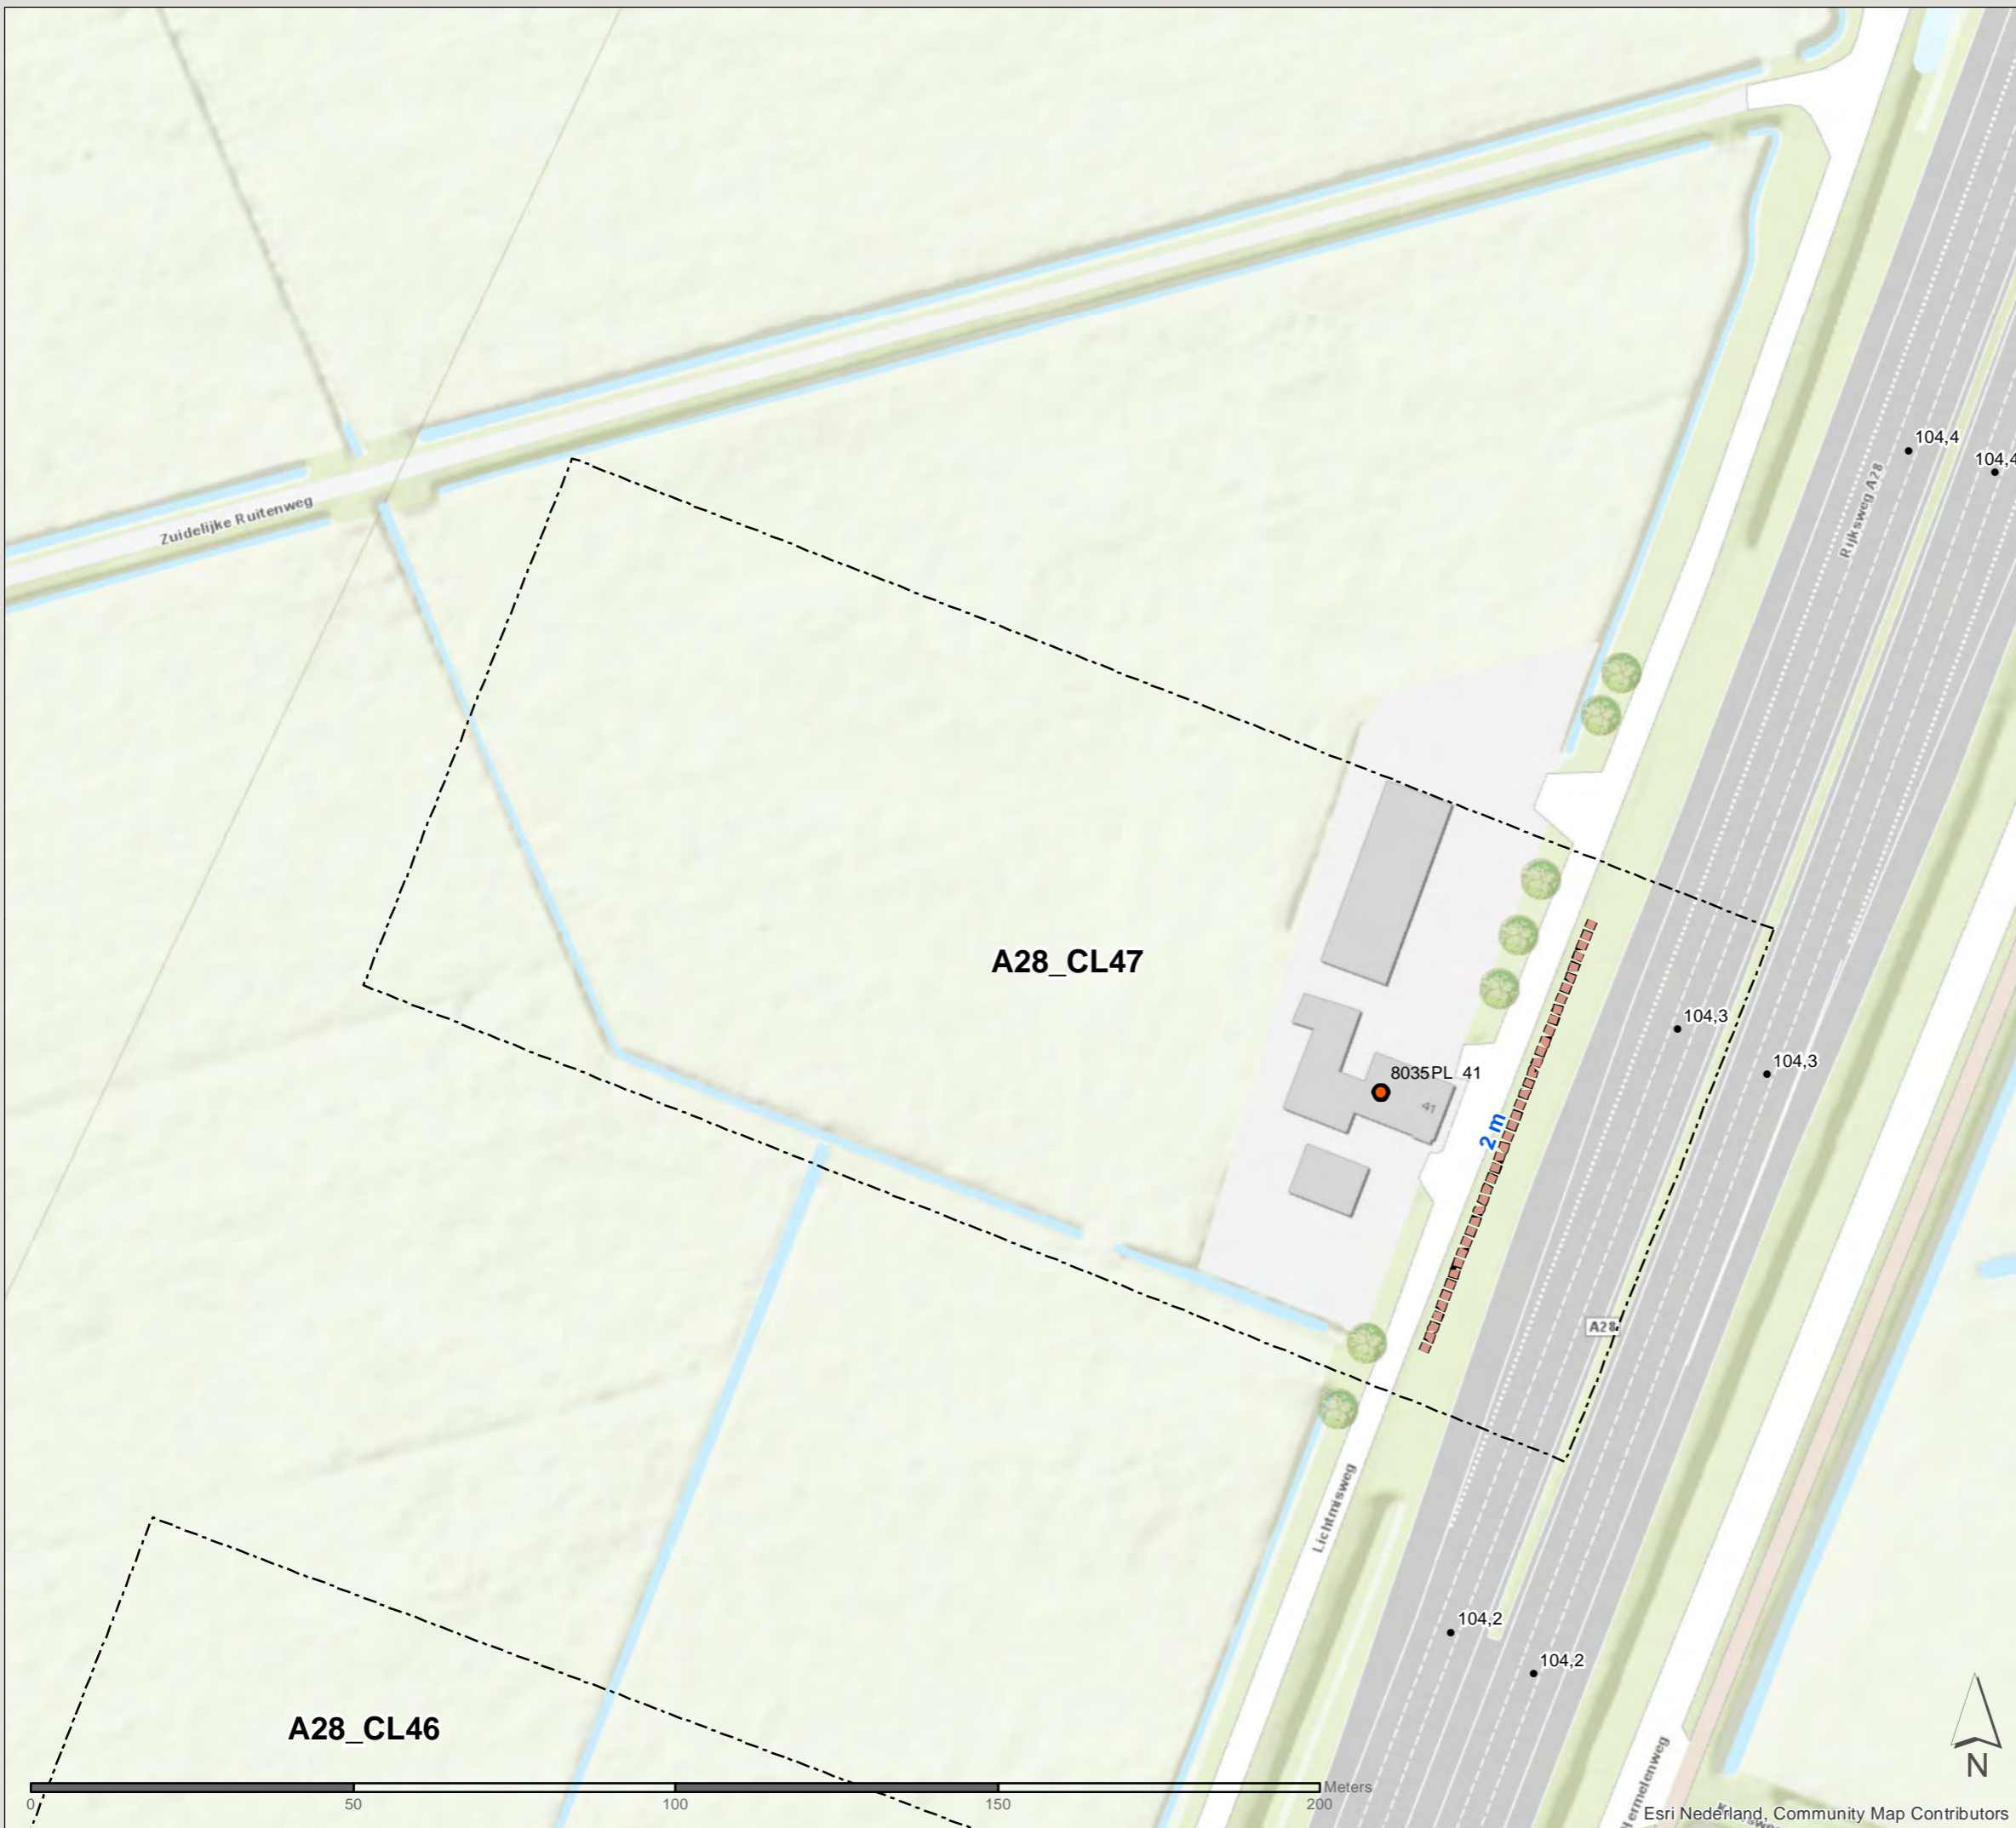 104,4
104,4
Rijksweg A28
Zuidelijke Ruitenweg
A28_CL47
104,3
104,3
8035PL 41
41
2 m
A28
Lichtmisweg
104,2
104,2
A28_CL46
N
Meters
0 50 100 150 200
Esri Nederland, Community Map Contributors